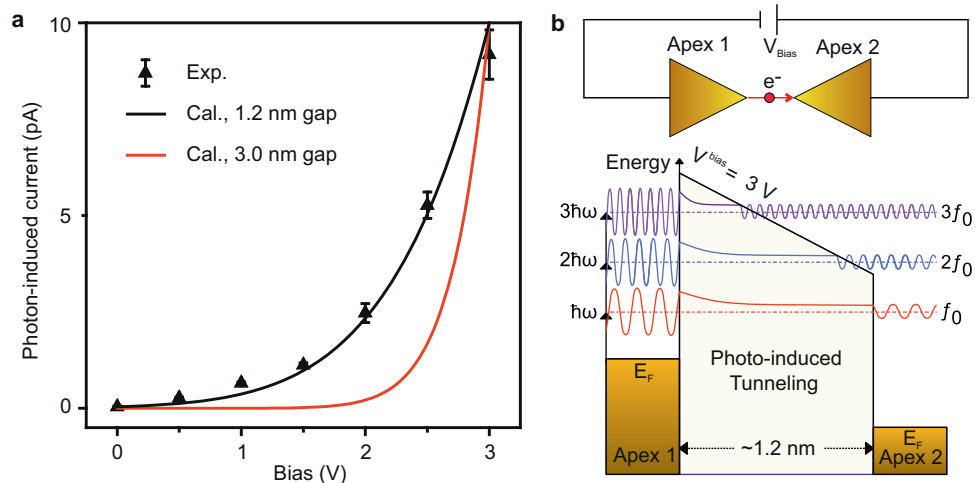 a
10
5
0
Photon-induced current (pA)
Exp.
Cal., 1.2 nm gap
Cal., 3.0 nm gap
0
1
2
3
Bias (V)
b
Apex 1
V_Bias
Apex 2
e⁻
Energy
V^bias = 3 V
3ħω
3f₀
2ħω
2f₀
ħω
f₀
E_F
Photo-induced
Tunneling
E_F
Apex 1
~1.2 nm
Apex 2